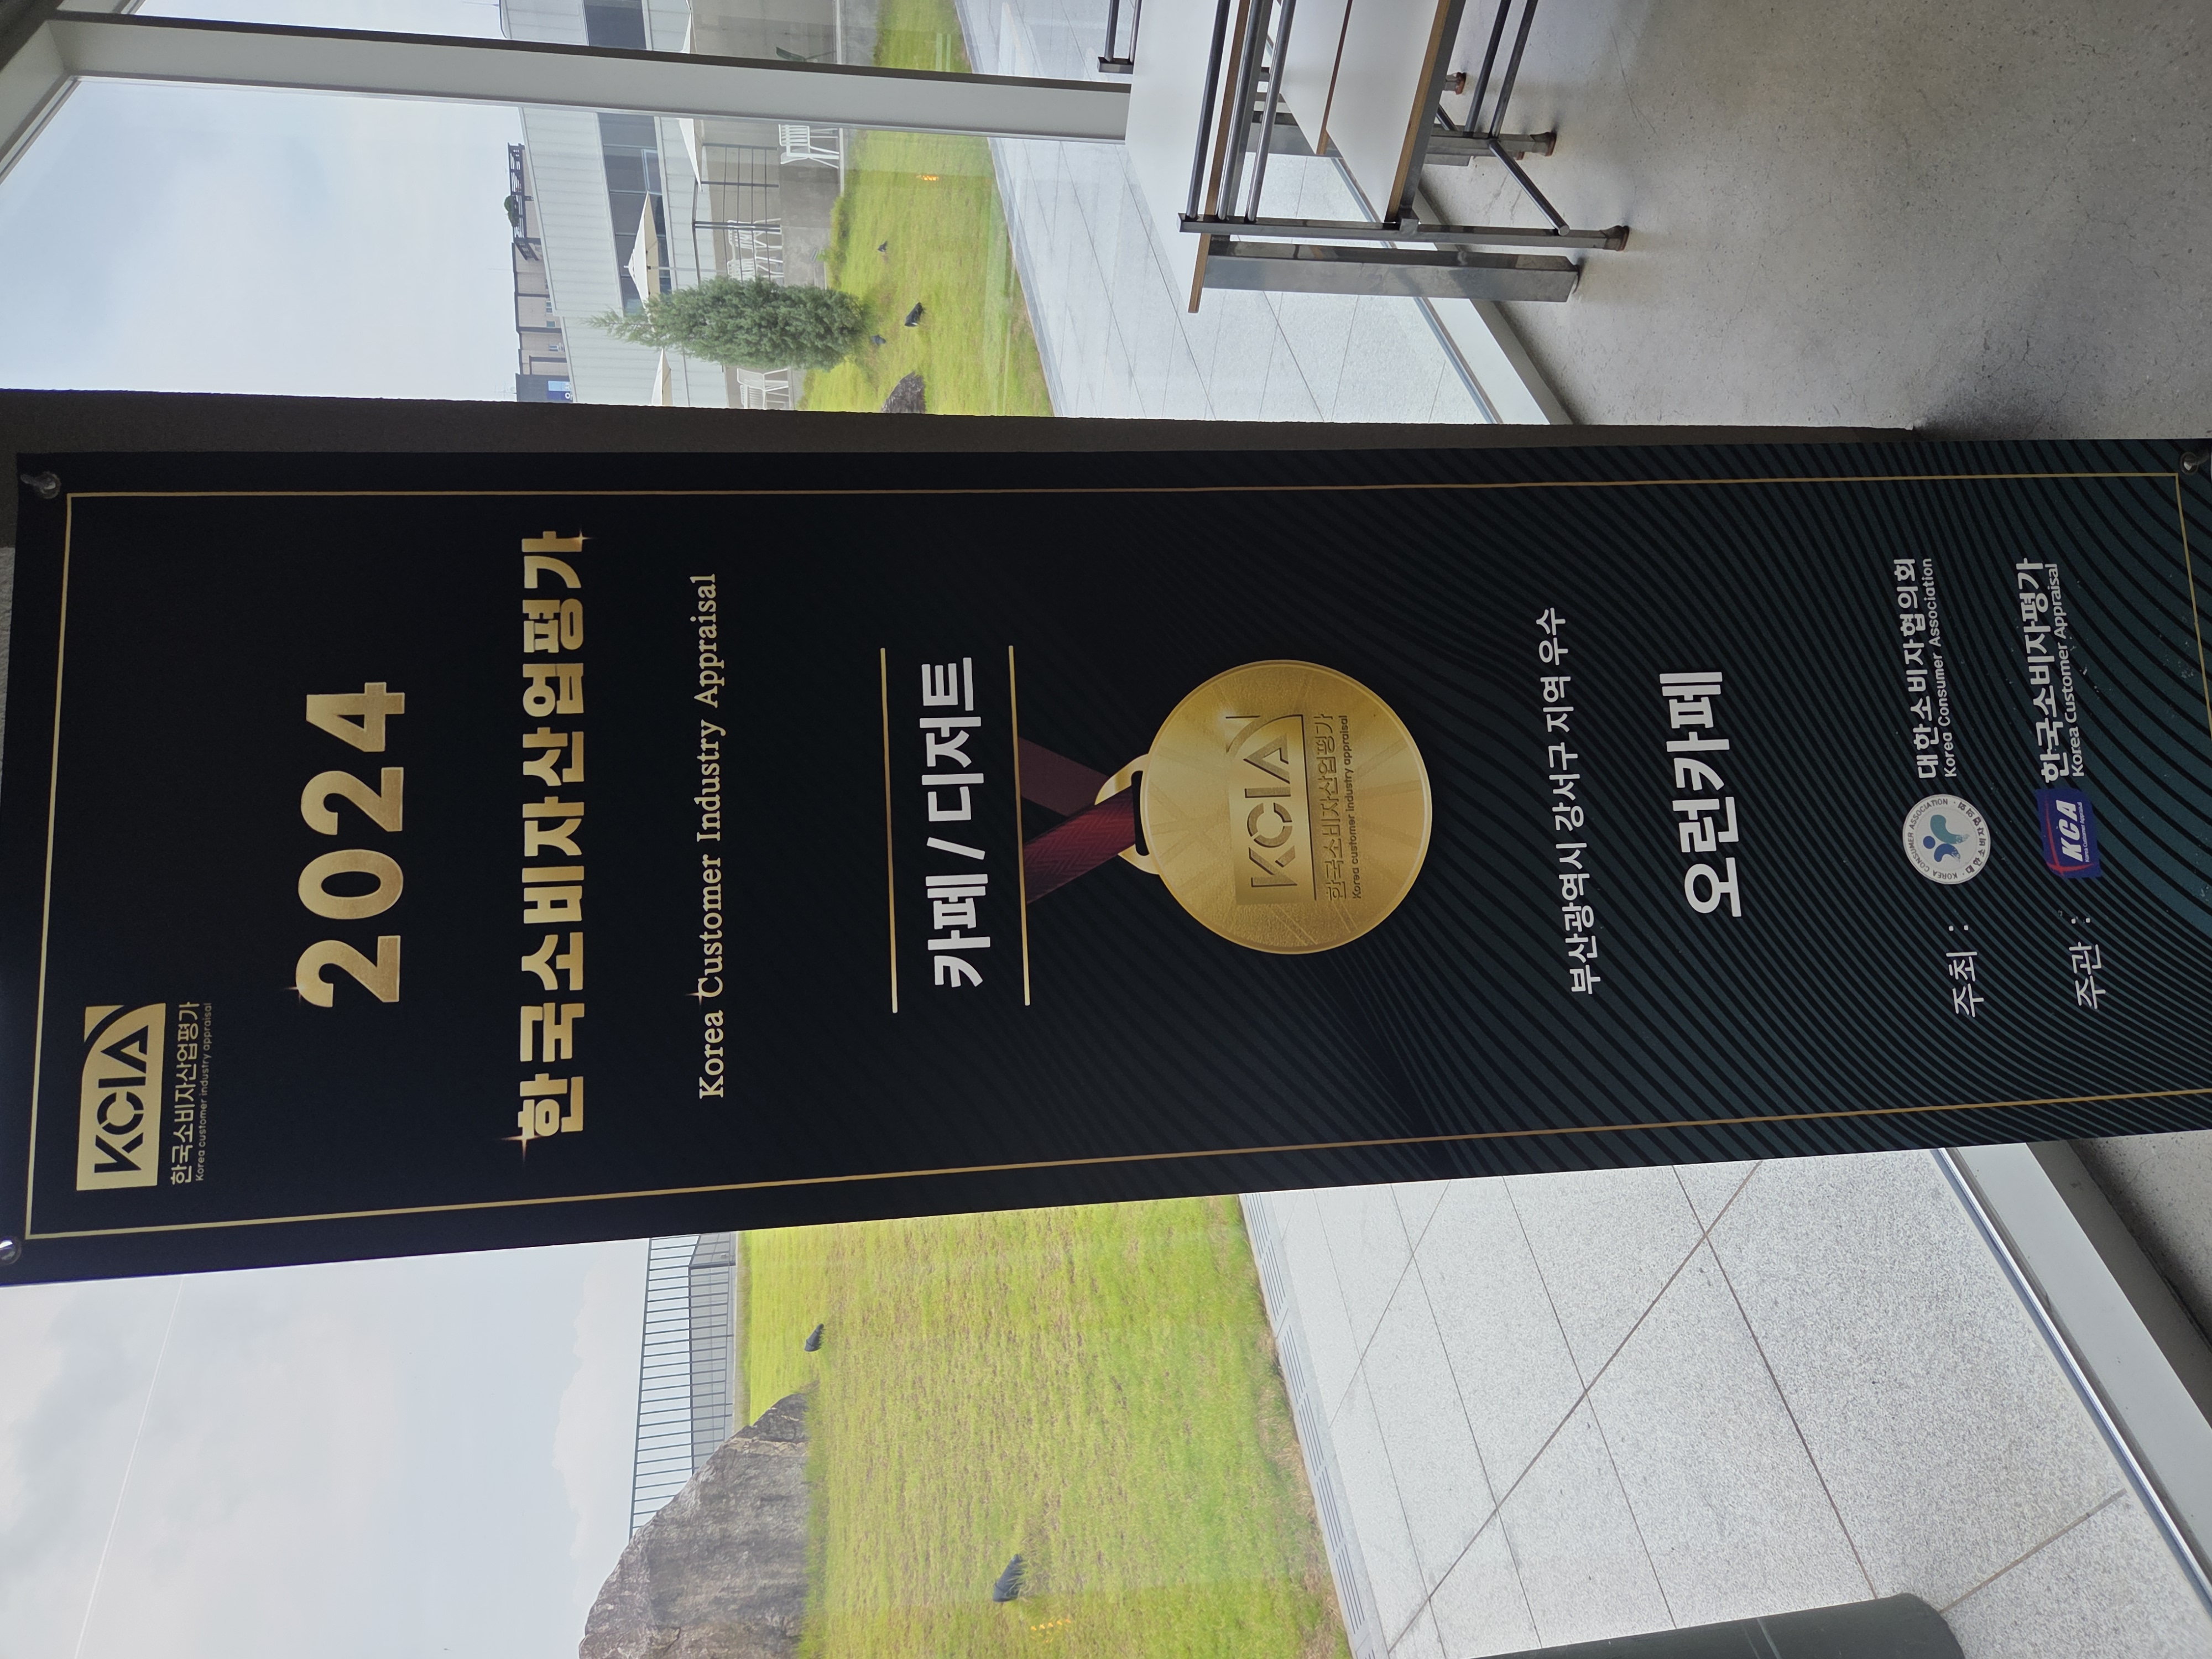 KCIA
한국소비자산업평가
Korea customer industry appraisal
2024
한국소비자산업평가
Korea Customer Industry Appraisal
카페 / 디저트
KCIA
한국소비자산업평가
Korea customer industry appraisal
부산광역시 강서구 지역 우수
오런카페
주최 : 대한소비자협의회
Korea Consumer Association
주관 : KCA 한국소비자평가
Korea Customer Appraisal